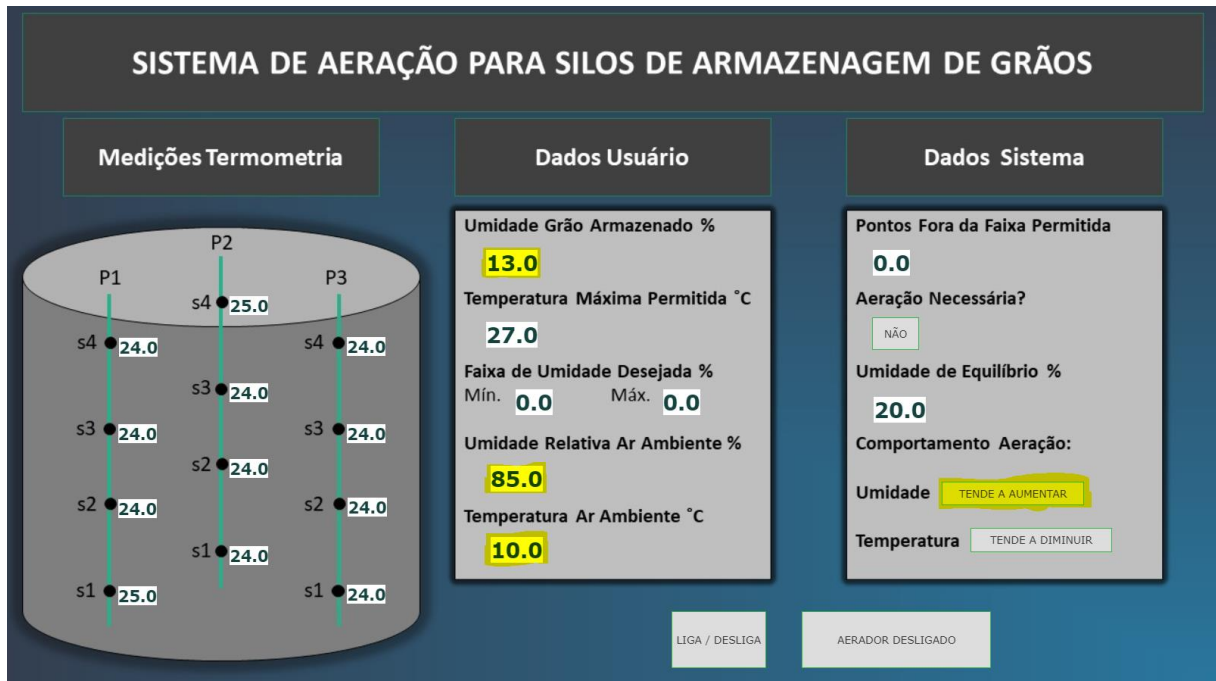 SISTEMA DE AERAÇÃO PARA SILOS DE ARMAZENAGEM DE GRÃOS
Medições Termometria
P2
P1
P3
s4 25.0
s4 24.0
s4 24.0
s3 24.0
s3 24.0
s3 24.0
s2 24.0
s2 24.0
s2 24.0
s1 24.0
s1 25.0
s1 24.0
Dados Usuário
Umidade Grão Armazenado %
13.0
Temperatura Máxima Permitida °C
27.0
Faixa de Umidade Desejada %
Mín. 0.0 Máx. 0.0
Umidade Relativa Ar Ambiente %
85.0
Temperatura Ar Ambiente °C
10.0
Dados Sistema
Pontos Fora da Faixa Permitida
0.0
Aeração Necessária?
NÃO
Umidade de Equilíbrio %
20.0
Comportamento Aeração:
Umidade TENDE A AUMENTAR
Temperatura TENDE A DIMINUIR
LIGA / DESLIGA
AERADOR DESLIGADO